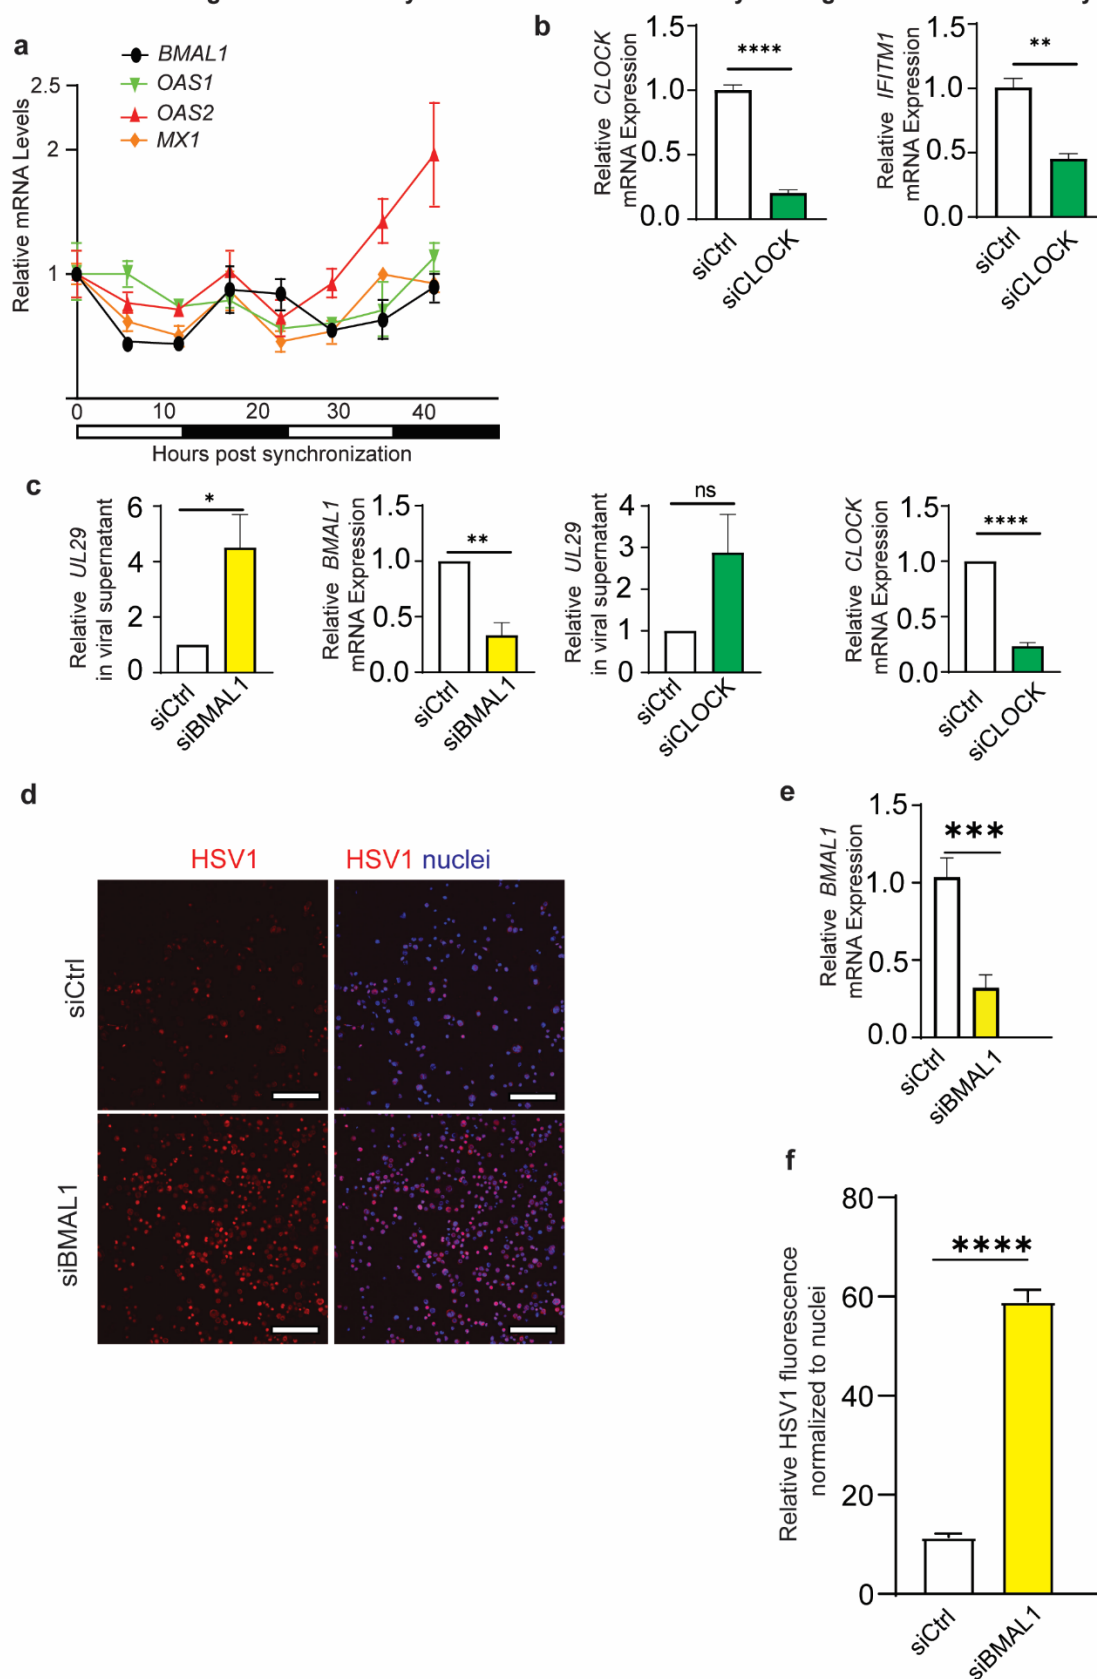 a
BMAL1
OAS1
OAS2
MX1
2.5
2
1
Relative mRNA Levels
0 10 20 30 40
Hours post synchronization
b
Relative CLOCK
mRNA Expression
1.5
1.0
0.5
0.0
****
siCtrl
siCLOCK
Relative IFITM1
mRNA Expression
1.5
1.0
0.5
0.0
**
siCtrl
siCLOCK
c
Relative UL29
in viral supernatant
6
4
2
0
*
siCtrl
siBMAL1
Relative BMAL1
mRNA Expression
1.5
1.0
0.5
0.0
**
siCtrl
siBMAL1
Relative UL29
in viral supernatant
4
3
2
1
0
ns
siCtrl
siCLOCK
Relative CLOCK
mRNA Expression
1.5
1.0
0.5
0.0
****
siCtrl
siCLOCK
d
HSV1
HSV1 nuclei
siCtrl
siBMAL1
e
Relative BMAL1
mRNA Expression
1.5
1.0
0.5
0.0
***
siCtrl
siBMAL1
f
Relative HSV1 fluorescence
normalized to nuclei
80
60
40
20
0
****
siCtrl
siBMAL1